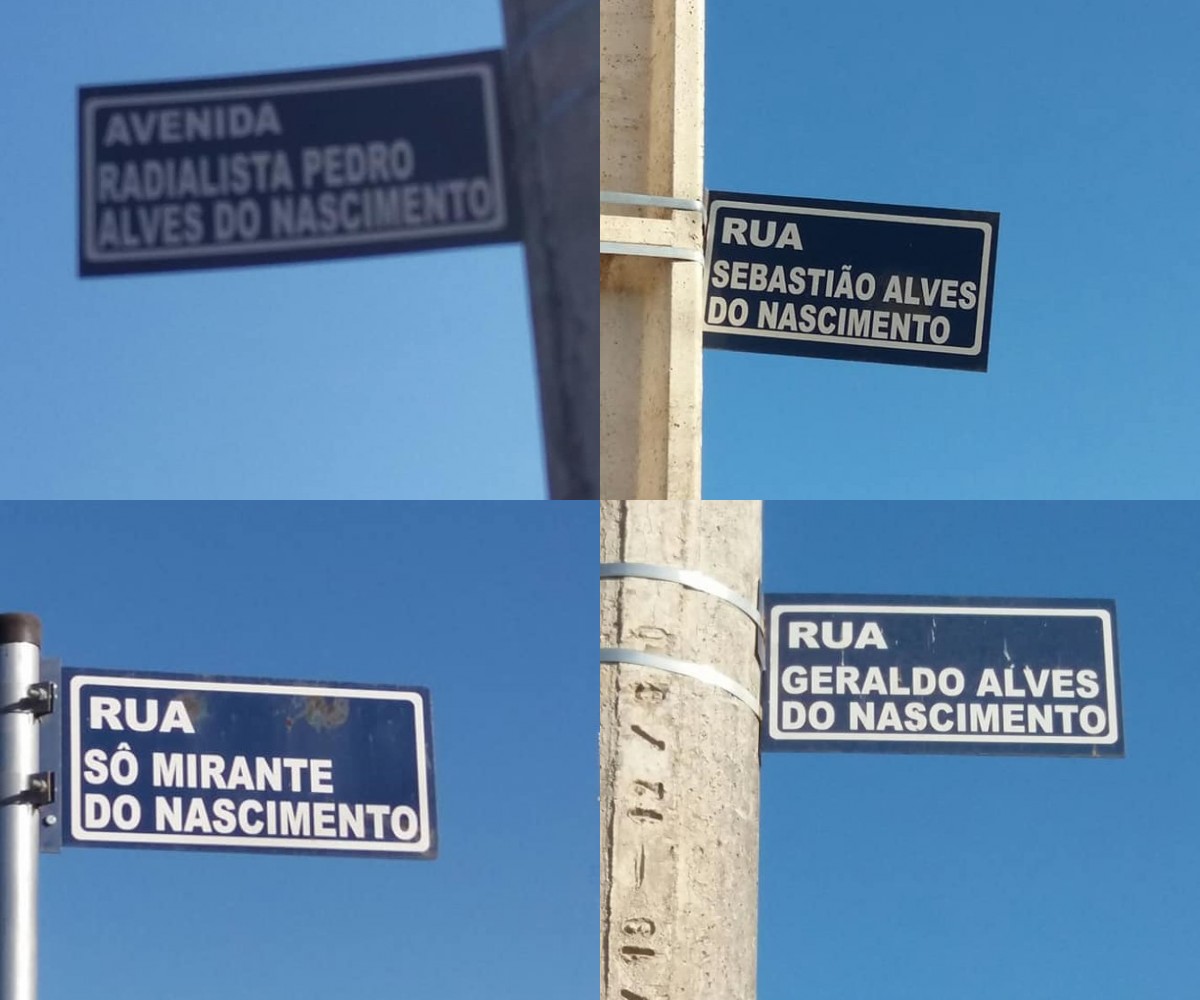 AVENIDA
RADIALISTA PEDRO
ALVES DO NASCIMENTO
RUA
SEBASTIÃO ALVES
DO NASCIMENTO
RUA
SÔ MIRANTE
DO NASCIMENTO
RUA
GERALDO ALVES
DO NASCIMENTO